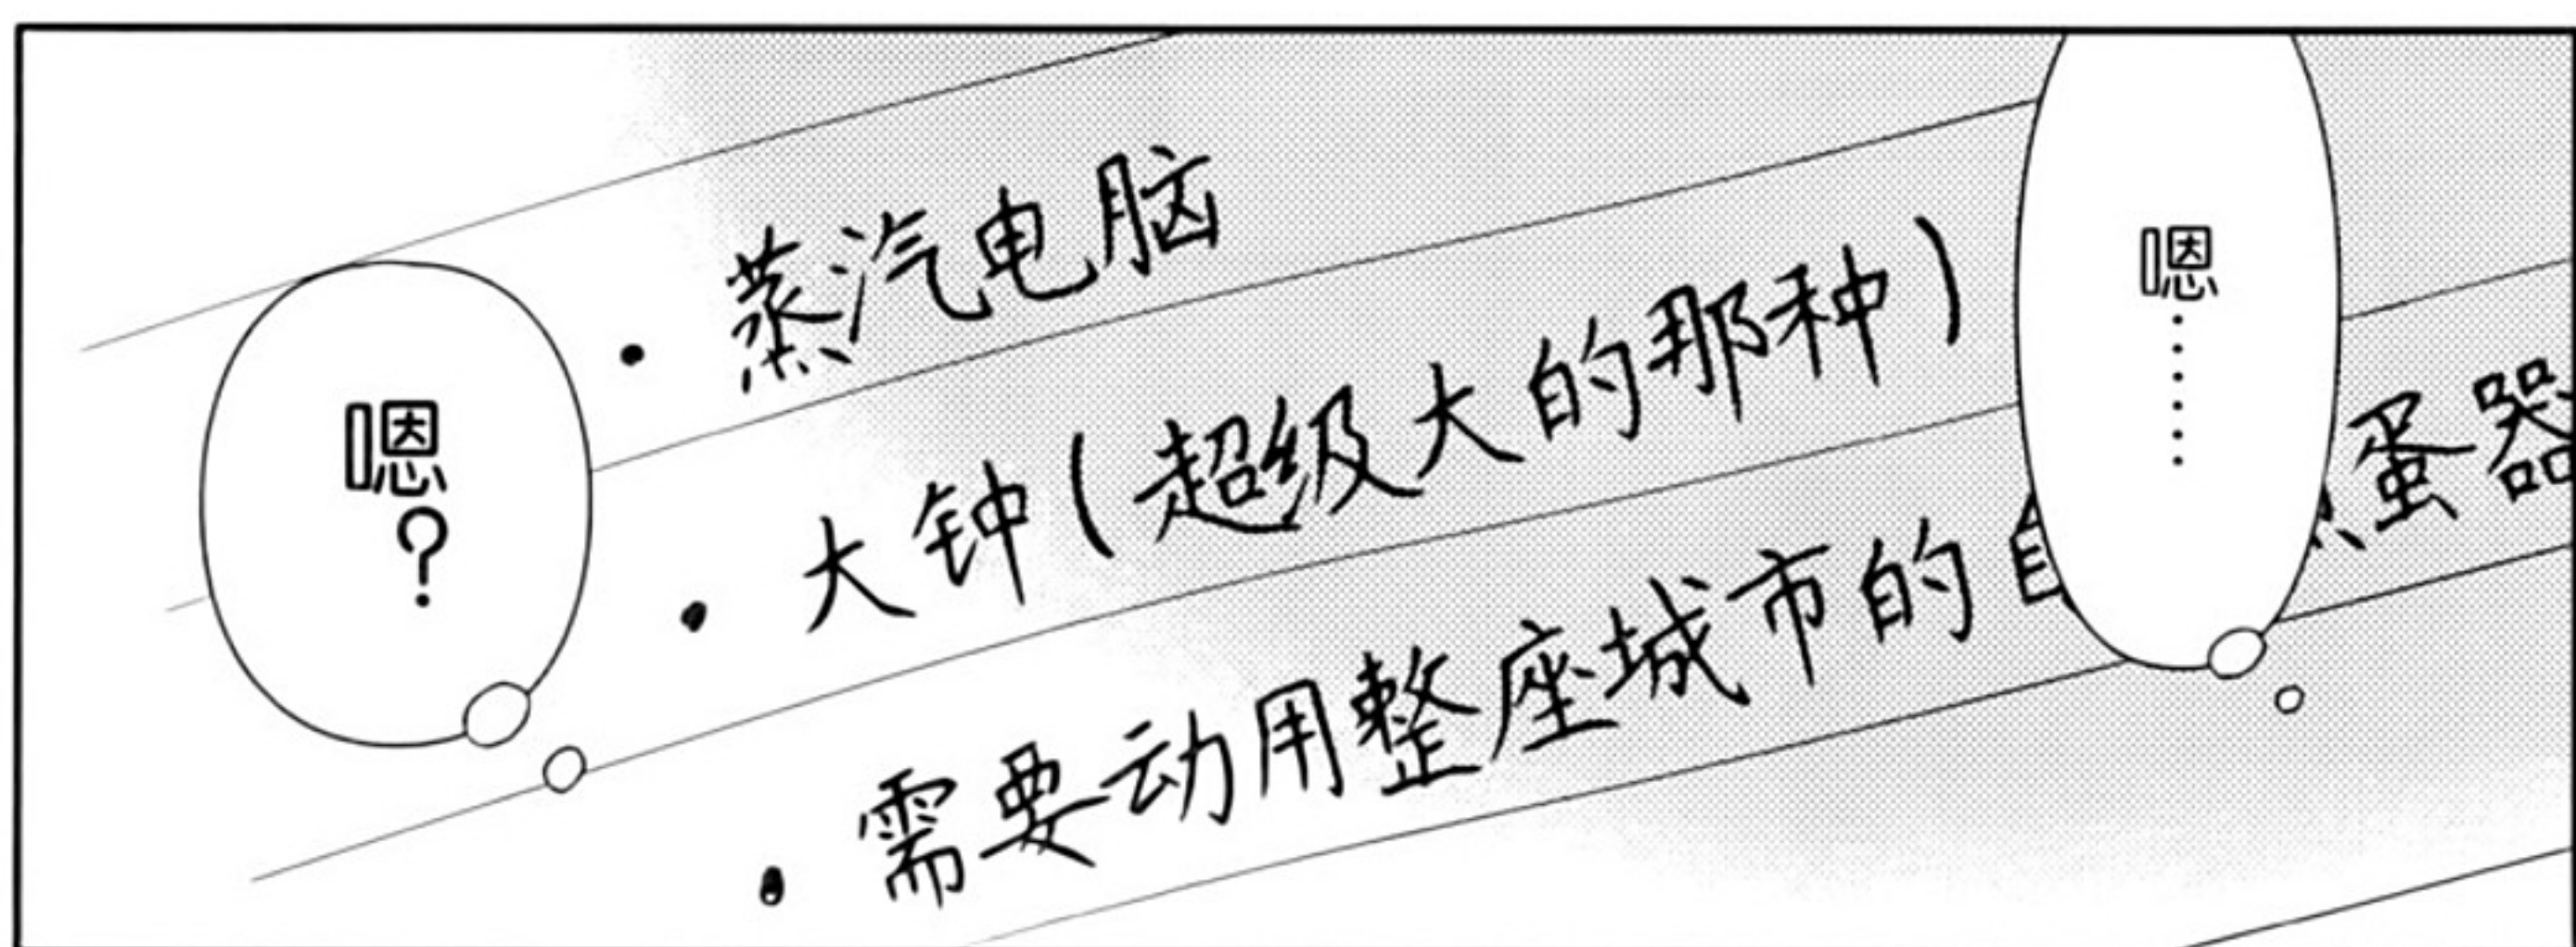 嗯……
・蒸汽电脑
・大钟(超级大的那种)
・需要动用整座城市的自 蛋器
嗯?